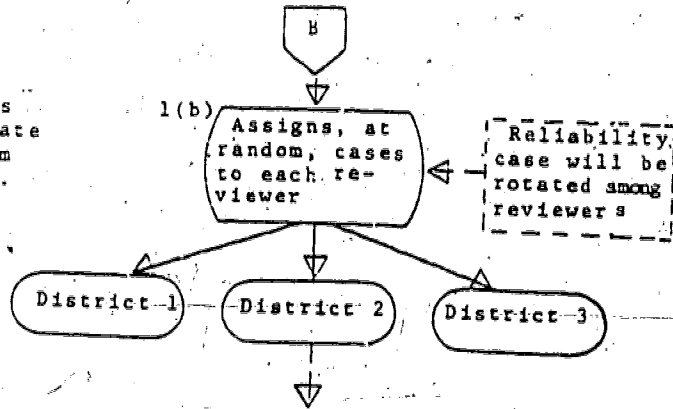 B
s
ate
m
1(b)
Assigns, at
random, cases
to each re-
viewer
Reliability
case will be
rotated among
reviewers
District 1
District 2
District 3